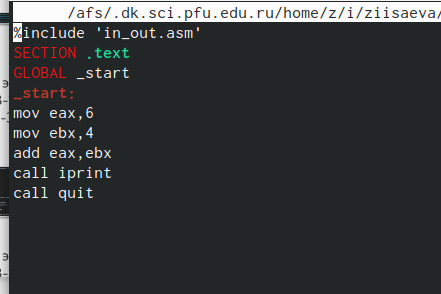 /afs/.dk.sci.pfu.edu.ru/home/z/i/ziisaeva/
%include 'in_out.asm'
SECTION .text
GLOBAL _start
_start:
mov eax,6
mov ebx,4
add eax,ebx
call iprint
call quit